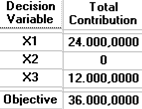 Decision Variable Total Contribution
X1 24.000,0000
X2 0
X3 12.000,0000
Objective 36.000,0000